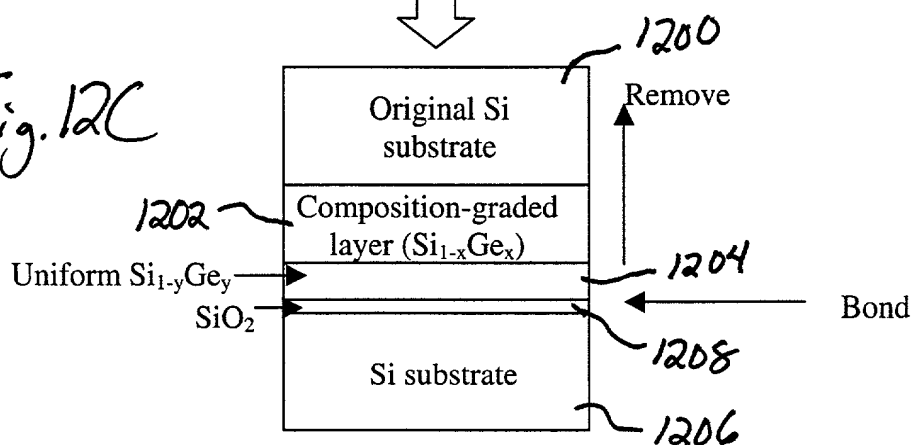 1200
Fig. 12C
Original Si
substrate
Remove
1202
Composition-graded
layer (Si₁₋ₓGeₓ)
Uniform Si₁₋yGey
1204
SiO₂
Bond
1208
Si substrate
1206